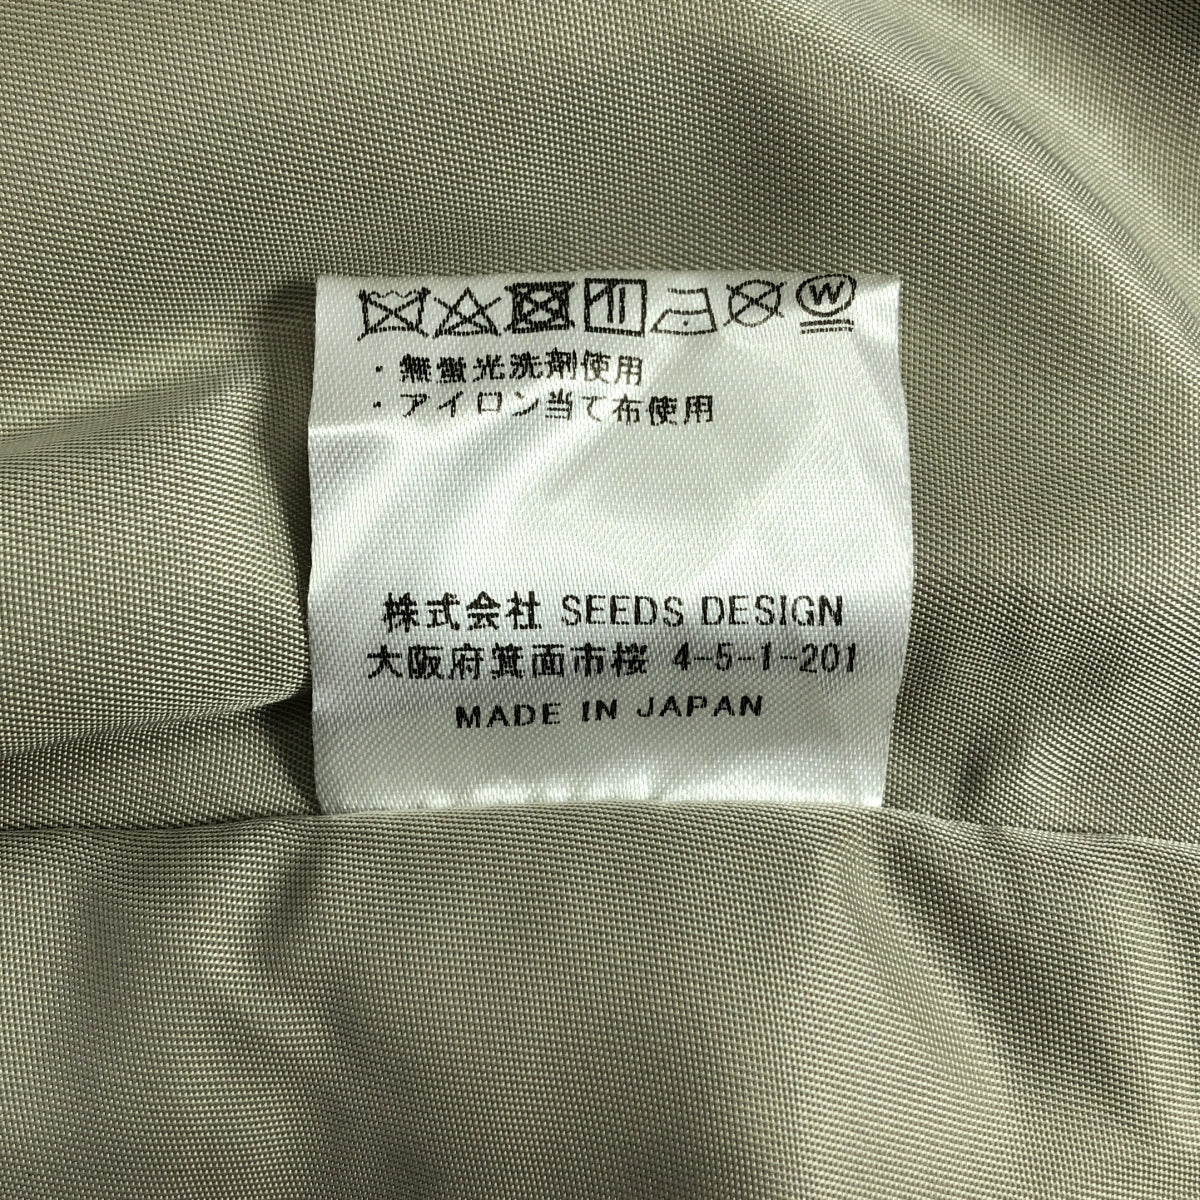 W
・無蛍光洗剤使用
・アイロン当て布使用
株式会社 SEEDS DESIGN
大阪府箕面市桜 4-5-1-201
MADE IN JAPAN